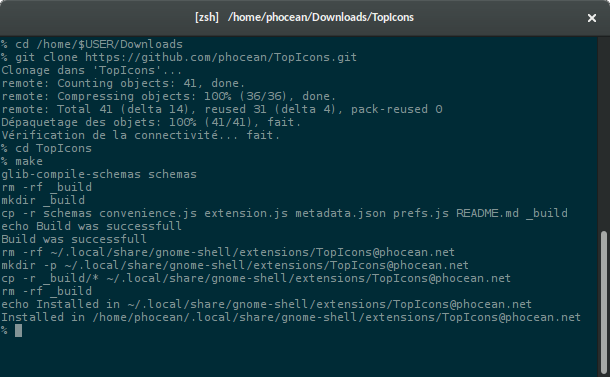 [zsh] /home/phocean/Downloads/TopIcons
% cd /home/$USER/Downloads
% git clone https://github.com/phocean/TopIcons.git
Clonage dans 'TopIcons'...
remote: Counting objects: 41, done.
remote: Compressing objects: 100% (36/36), done.
remote: Total 41 (delta 14), reused 31 (delta 4), pack-reused 0
Dépaquetage des objets: 100% (41/41), fait.
Vérification de la connectivité... fait.
% cd TopIcons
% make
glib-compile-schemas schemas
rm -rf _build
mkdir _build
cp -r schemas convenience.js extension.js metadata.json prefs.js README.md _build
echo Build was successfull
Build was successfull
rm -rf ~/.local/share/gnome-shell/extensions/TopIcons@phocean.net
mkdir -p ~/.local/share/gnome-shell/extensions/TopIcons@phocean.net
cp -r _build/* ~/.local/share/gnome-shell/extensions/TopIcons@phocean.net
rm -rf _build
echo Installed in ~/.local/share/gnome-shell/extensions/TopIcons@phocean.net
Installed in /home/phocean/.local/share/gnome-shell/extensions/TopIcons@phocean.net
%